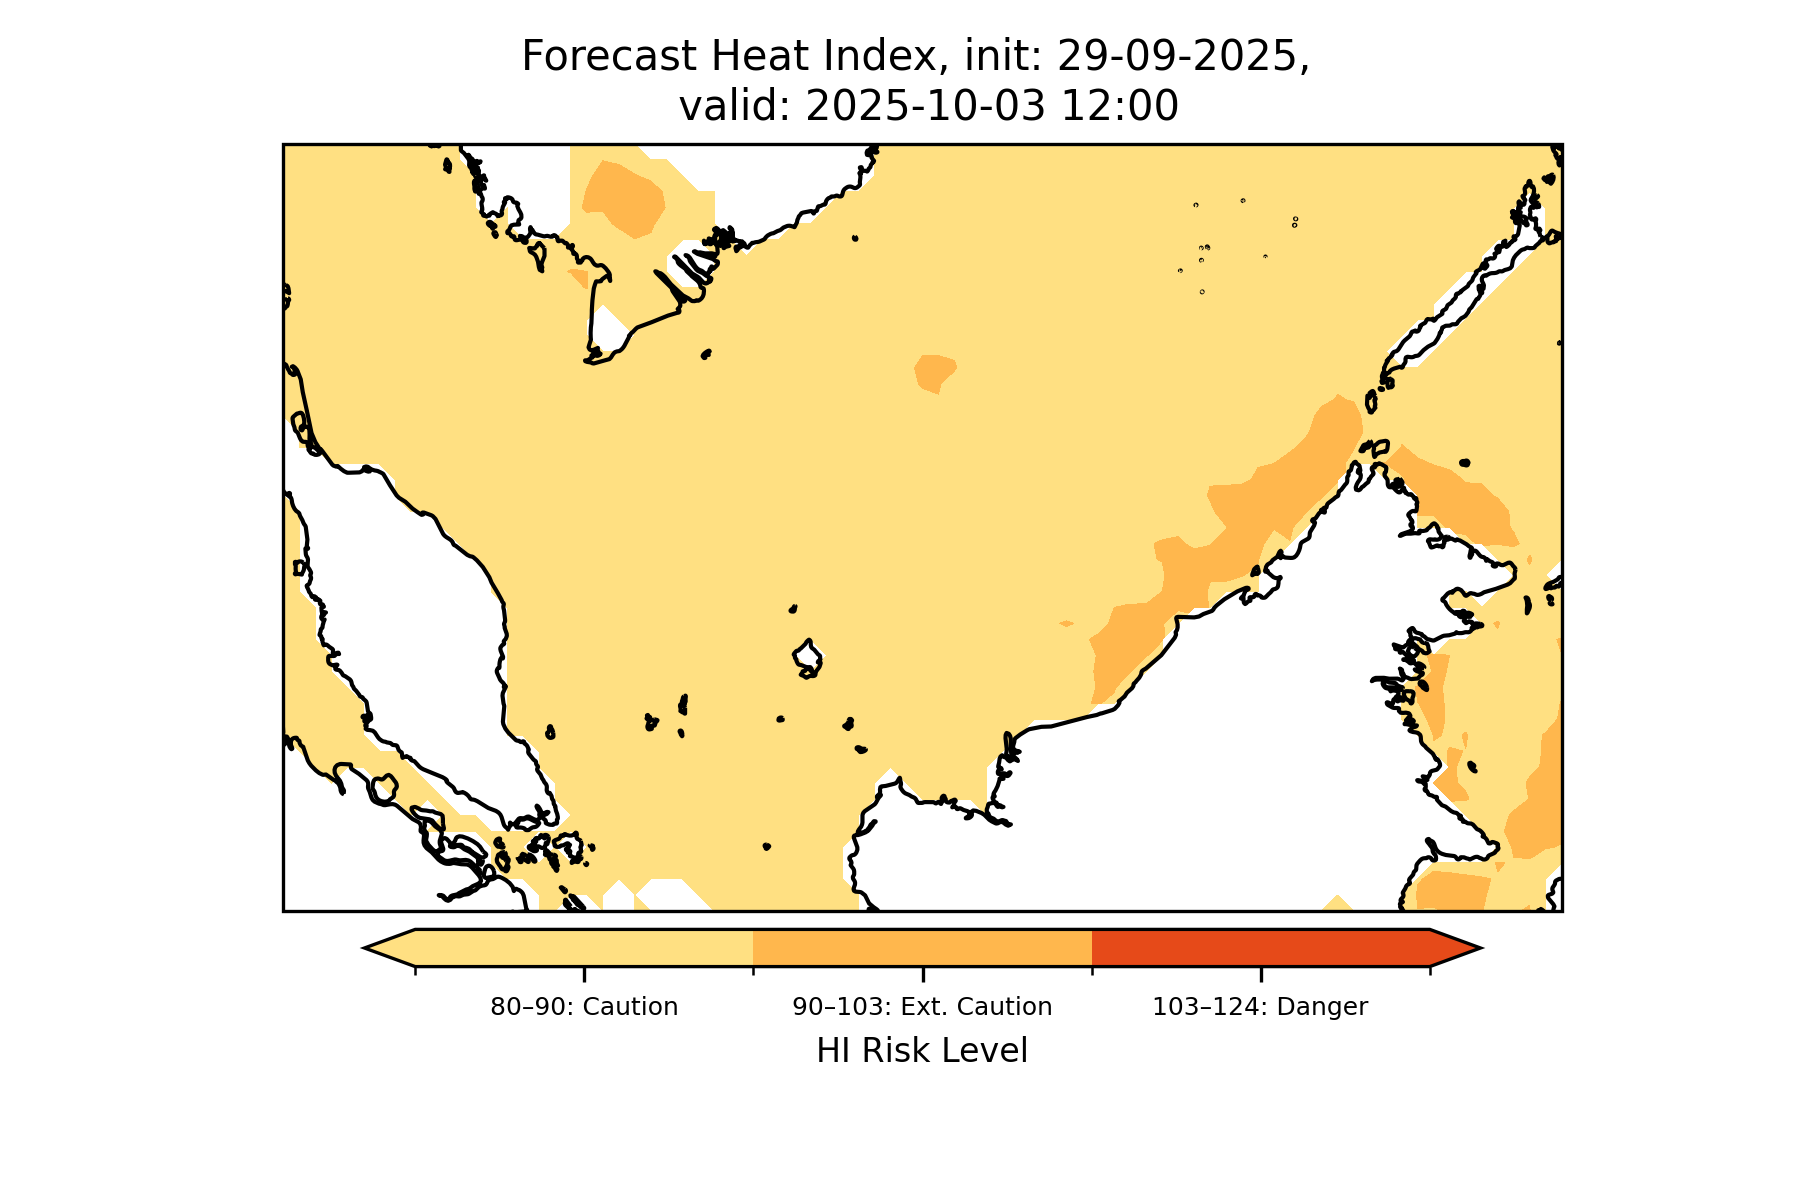 Forecast Heat Index, init: 29-09-2025,
valid: 2025-10-03 12:00
80–90: Caution
90–103: Ext. Caution
103–124: Danger
HI Risk Level